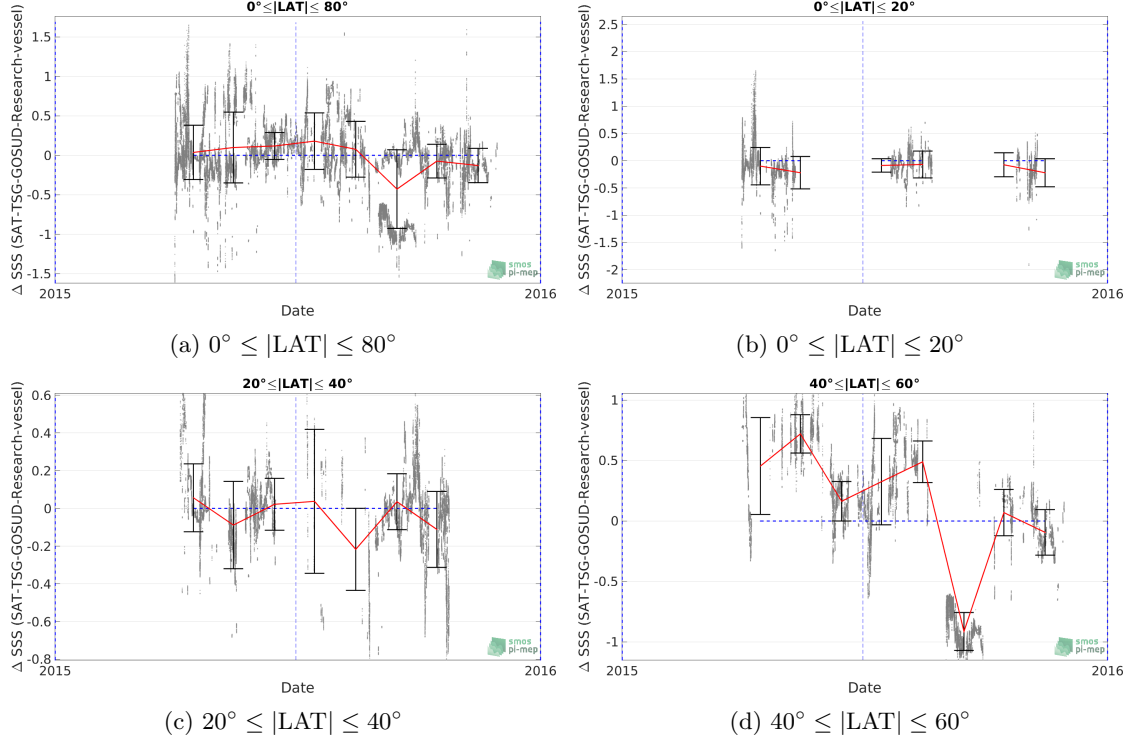 0°≤|LAT|≤ 80°
Δ SSS (SAT-TSG-GOSUD-Research-vessel)
1.5
1
0.5
0
-0.5
-1
-1.5
2015
2016
Date
smos
pi-mep
(a) 0° ≤ |LAT| ≤ 80°
0°≤|LAT|≤ 20°
Δ SSS (SAT-TSG-GOSUD-Research-vessel)
2.5
2
1.5
1
0.5
0
-0.5
-1
-1.5
-2
2015
2016
Date
smos
pi-mep
(b) 0° ≤ |LAT| ≤ 20°
20°≤|LAT|≤ 40°
Δ SSS (SAT-TSG-GOSUD-Research-vessel)
0.6
0.4
0.2
0
-0.2
-0.4
-0.6
-0.8
2015
2016
Date
smos
pi-mep
(c) 20° ≤ |LAT| ≤ 40°
40°≤|LAT|≤ 60°
Δ SSS (SAT-TSG-GOSUD-Research-vessel)
1
0.5
0
-0.5
-1
2015
2016
Date
smos
pi-mep
(d) 40° ≤ |LAT| ≤ 60°